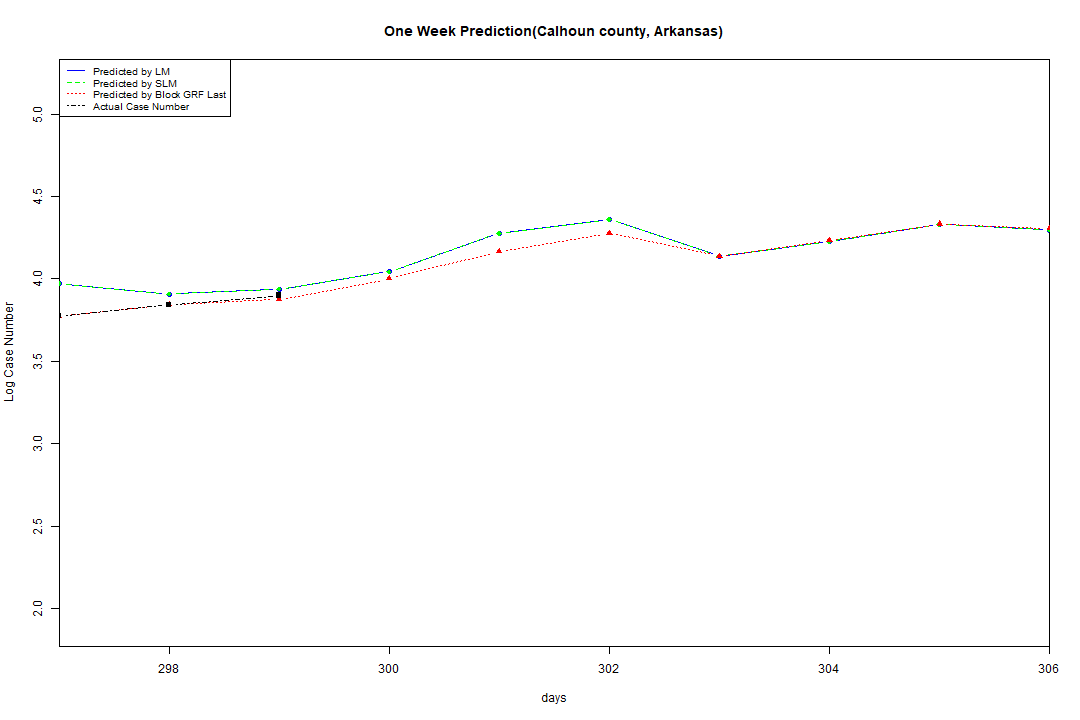 One Week Prediction(Calhoun county, Arkansas)
Predicted by LM
Predicted by SLM
Predicted by Block GRF Last
Actual Case Number
5.0
4.5
4.0
3.5
3.0
2.5
2.0
Log Case Number
298 300 302 304 306
days